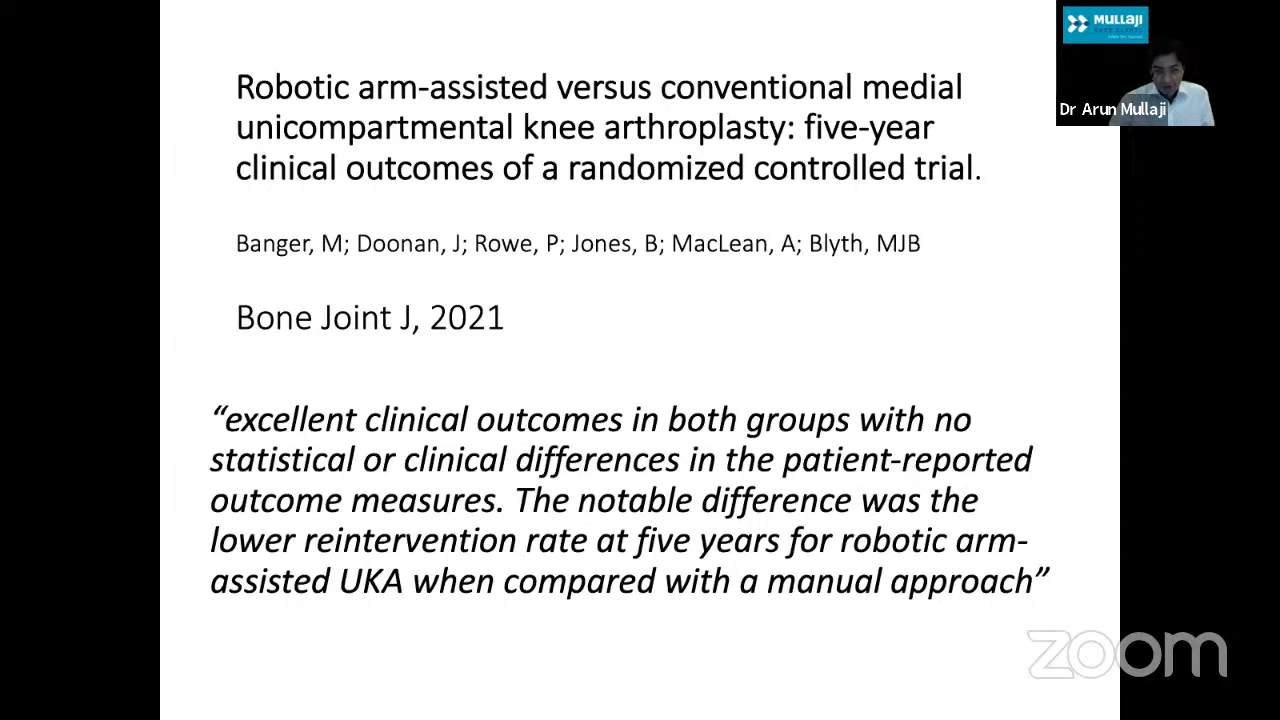 MULLAJI
Dr Arun Mullaji
Robotic arm-assisted versus conventional medial
unicompartmental knee arthroplasty: five-year
clinical outcomes of a randomized controlled trial.
Banger, M; Doonan, J; Rowe, P; Jones, B; MacLean, A; Blyth, MJB
Bone Joint J, 2021
“excellent clinical outcomes in both groups with no
statistical or clinical differences in the patient-reported
outcome measures. The notable difference was the
lower reintervention rate at five years for robotic arm-
assisted UKA when compared with a manual approach”
zoom